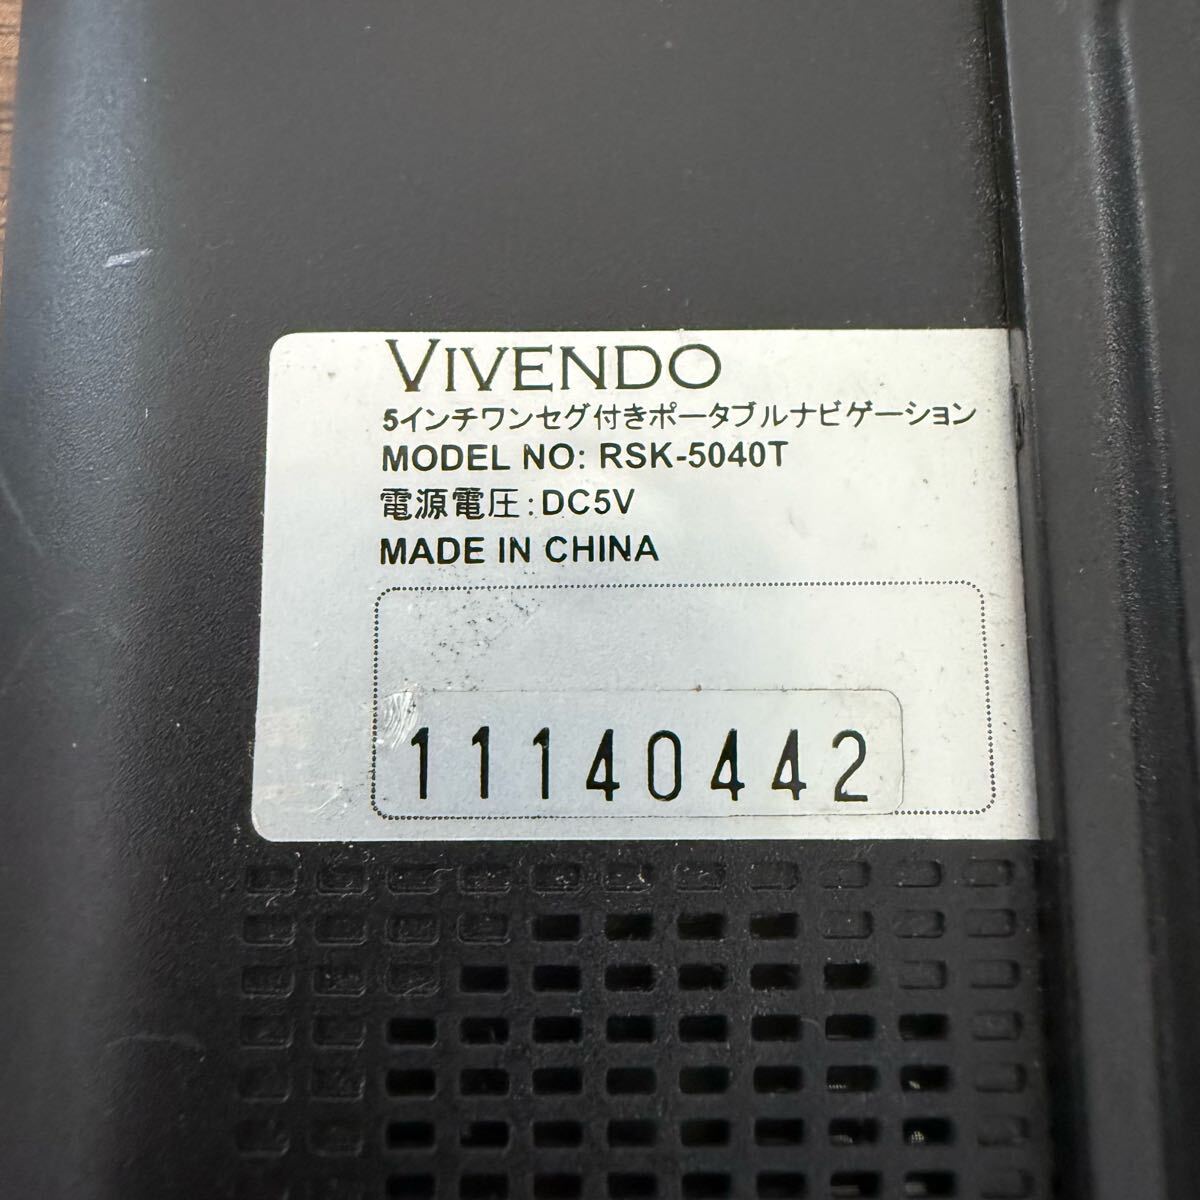 VIVENDO
5インチワンセグ付きポータブルナビゲーション
MODEL NO: RSK-5040T
電源電圧:DC5V
MADE IN CHINA
11140442